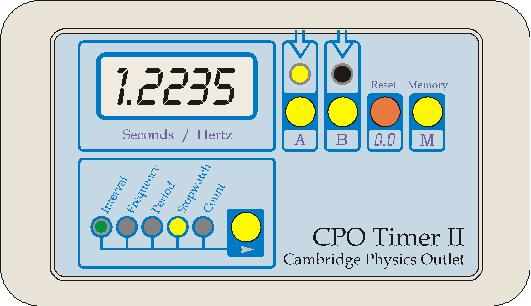 1.2235
Seconds / Hertz
Reset
Memory
A
B
0.0
M
Interval
Frequency
Period
Stopwatch
Count
CPO Timer II
Cambridge Physics Outlet